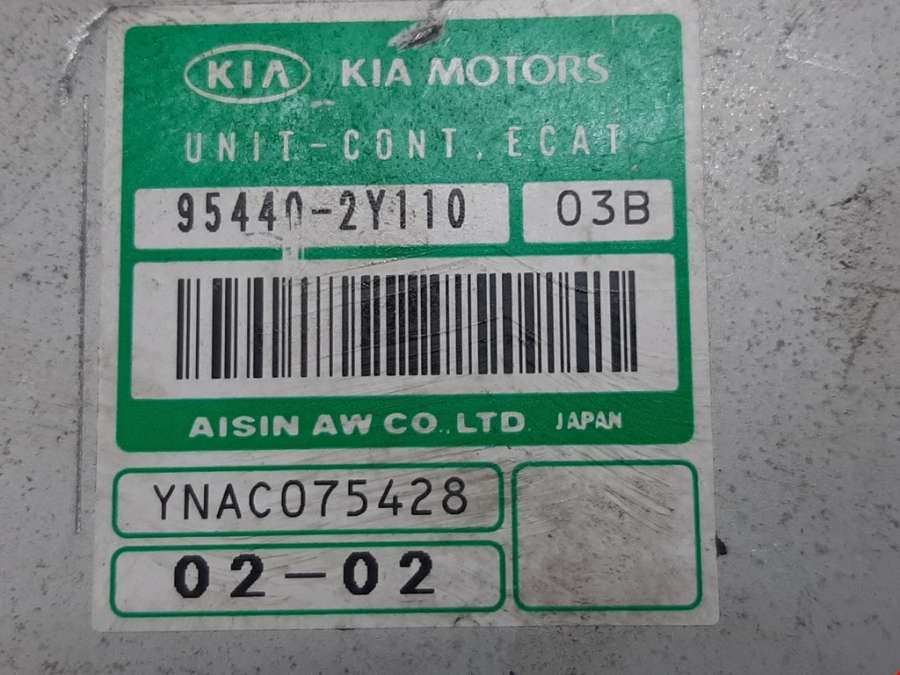 KIA KIA MOTORS
UNIT-CONT, ECAT
95440-2Y110 03B
AISIN AW CO.,LTD. JAPAN
YNAC075428
02-02